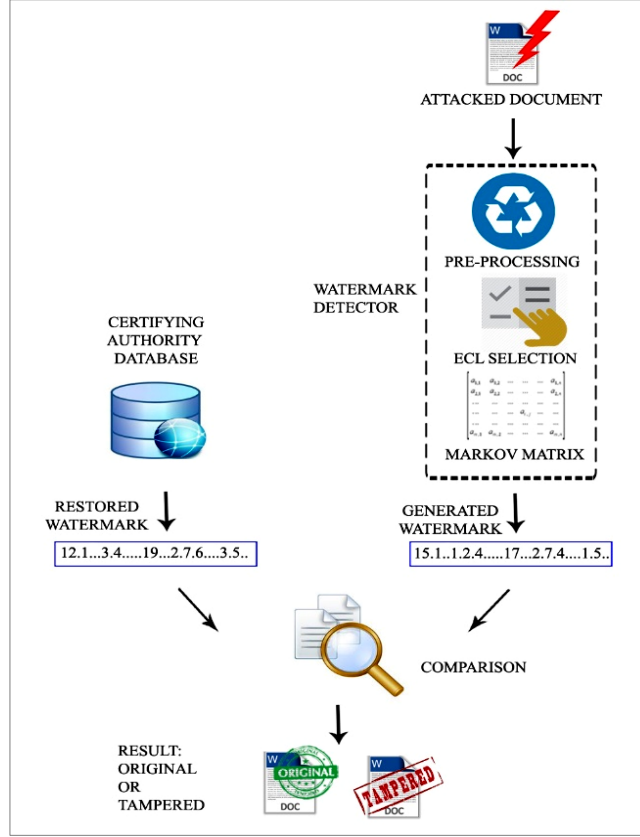 W
DOC
ATTACKED DOCUMENT
PRE-PROCESSING
WATERMARK
DETECTOR
ECL SELECTION
MARKOV MATRIX
CERTIFYING
AUTHORITY
DATABASE
RESTORED
WATERMARK
12.1...3.4.....19...2.7.6....3.5..
GENERATED
WATERMARK
15.1..1.2.4.....17...2.7.4....1.5..
COMPARISON
RESULT:
ORIGINAL
OR
TAMPERED
W
ORIGINAL
DOC
W
TAMPERED
DOC